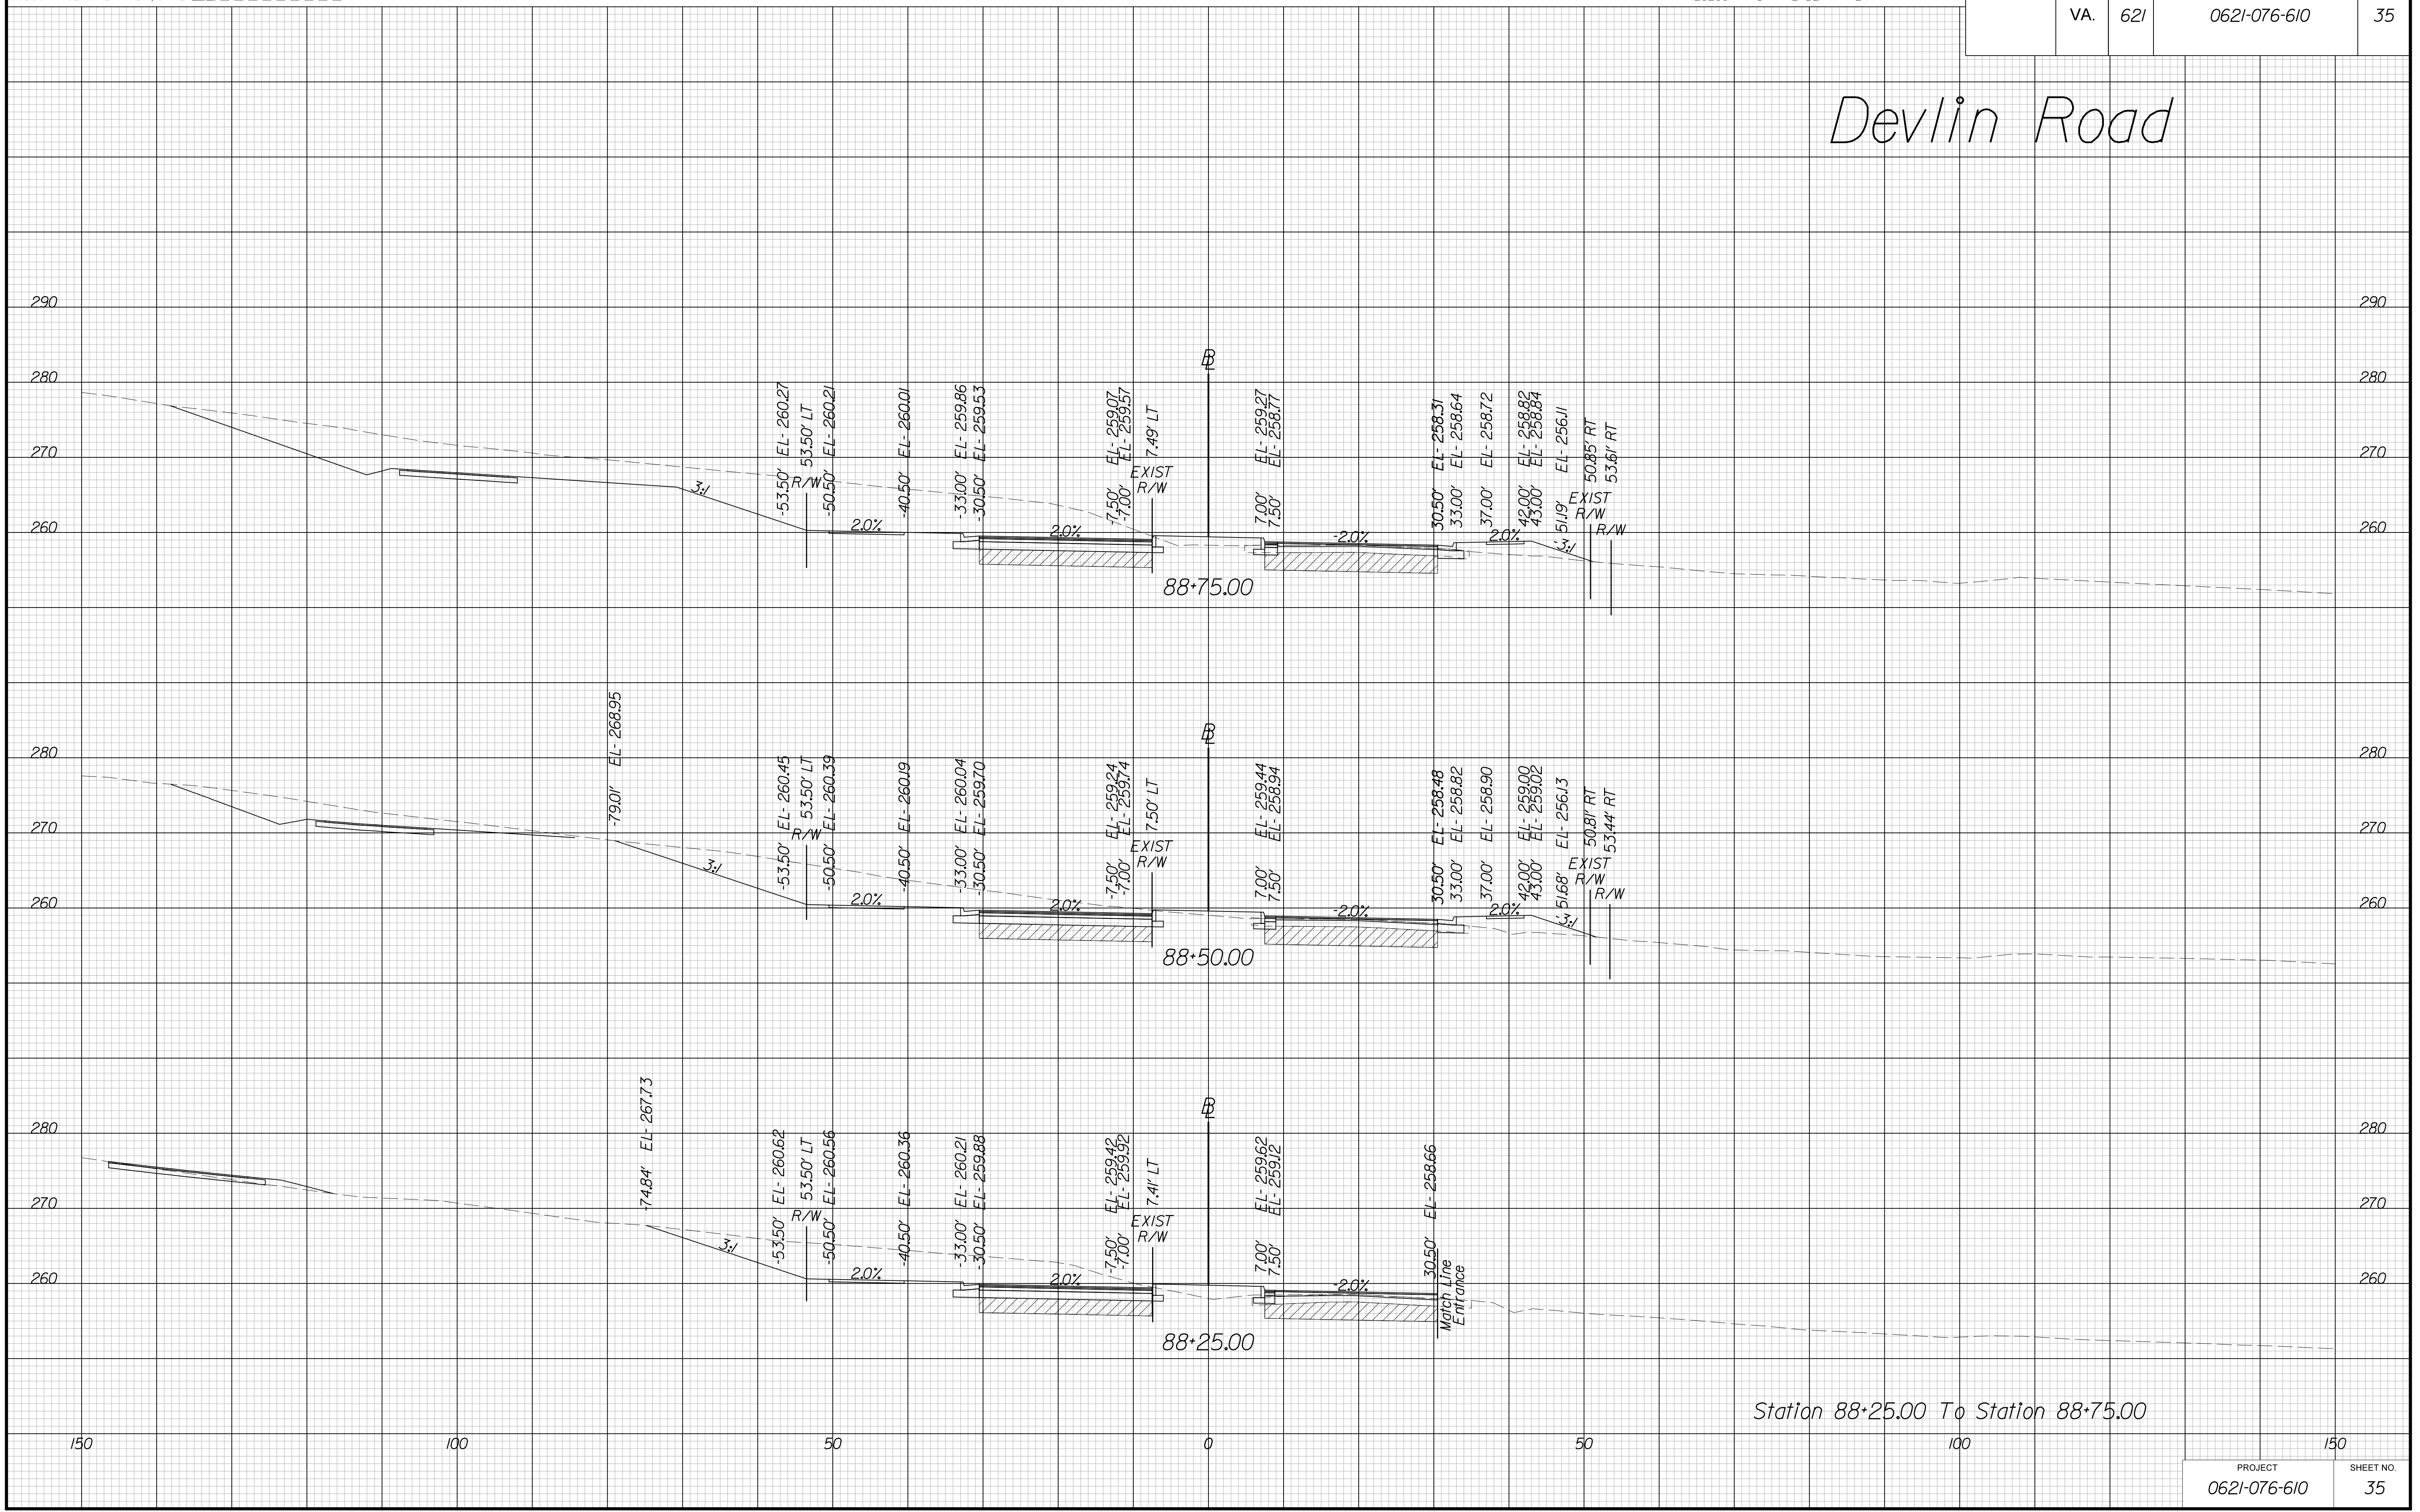 VA. 621 0621-076-610 35
Devlin Road
290 290
280 280
270 270
260 260
B
-53.50' EL- 260.27
R/W 53.50' LT
-50.50' EL- 260.21
-40.50' EL- 260.01
-33.00' EL- 259.86
-30.50' EL- 259.53
-7.50' EL- 259.07
-7.00' EL- 259.57
EXIST
R/W
7.49' LT
7.00' EL- 259.27
7.50' EL- 258.77
30.50' EL- 258.31
33.00' EL- 258.64
37.00' EL- 258.72
42.00' EL- 258.82
43.00' EL- 258.84
51.19' EL- 256.11
EXIST
R/W
50.85' RT
R/W
53.61' RT
3:1 2.0% 2.0% -2.0% 2.0% -3:1
88+75.00
280 280
270 270
260 260
B
-79.01' EL- 268.95
-53.50' EL- 260.45
R/W 53.50' LT
-50.50' EL- 260.39
-40.50' EL- 260.19
-33.00' EL- 260.04
-30.50' EL- 259.70
-7.50' EL- 259.24
-7.00' EL- 259.74
EXIST
R/W
7.50' LT
7.00' EL- 259.44
7.50' EL- 258.94
30.50' EL- 258.48
33.00' EL- 258.82
37.00' EL- 258.90
42.00' EL- 259.00
43.00' EL- 259.02
51.68' EL- 256.13
EXIST
R/W
50.81' RT
R/W
53.44' RT
3:1 2.0% 2.0% -2.0% 2.0% -3:1
88+50.00
280 280
270 270
260 260
B
-74.84' EL- 267.73
-53.50' EL- 260.62
R/W 53.50' LT
-50.50' EL- 260.56
-40.50' EL- 260.36
-33.00' EL- 260.21
-30.50' EL- 259.88
-7.50' EL- 259.42
-7.00' EL- 259.92
EXIST
R/W
7.41' LT
7.00' EL- 259.62
7.50' EL- 259.12
30.50' EL- 258.66
Match Line
Entrance
3:1 2.0% 2.0% -2.0%
88+25.00
Station 88+25.00 To Station 88+75.00
150 100 50 0 50 100 150
PROJECT SHEET NO.
0621-076-610 35